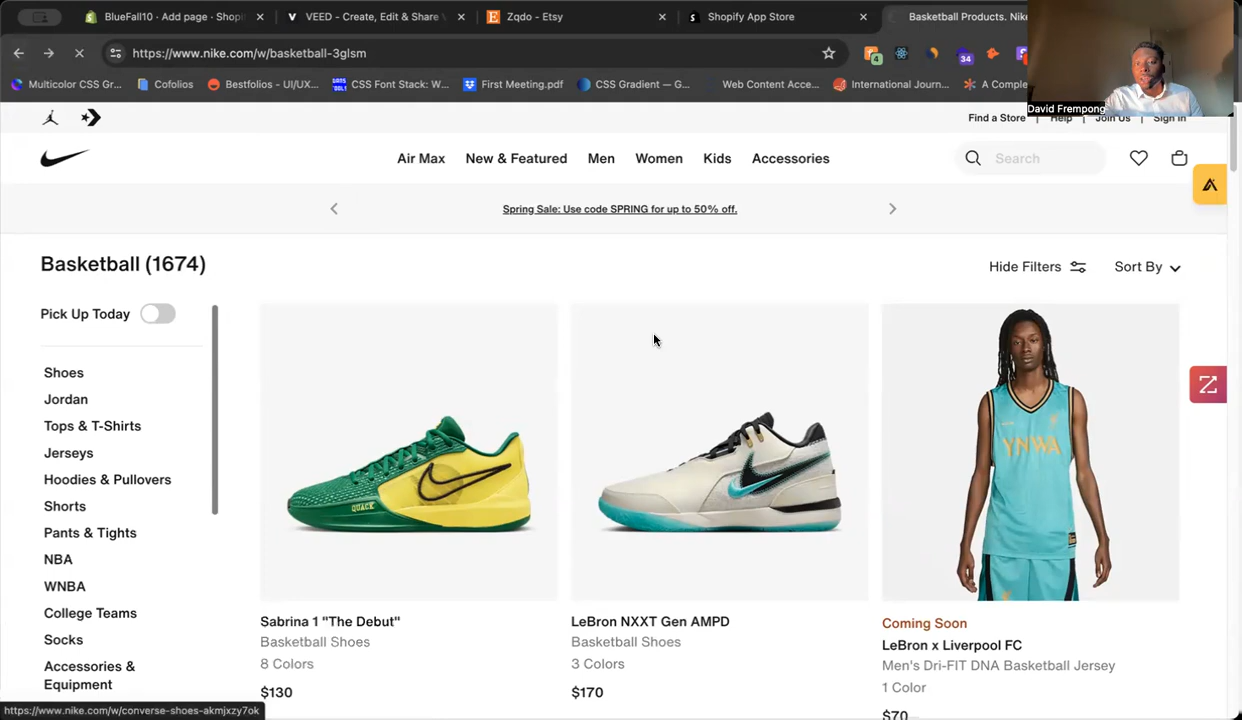 BlueFall10 · Add page · Shopi
VEED - Create, Edit & Share
Zqdo - Etsy
Shopify App Store
Basketball Products. Nike
https://www.nike.com/w/basketball-3glsm
4
34
Multicolor CSS Gr...
Cofolios
Bestfolios - UI/UX...
CSS Font Stack: W...
First Meeting.pdf
CSS Gradient — G...
Web Content Acce...
International Journ...
A Comple
David Frempong
Find a Store
Help
Join Us
Sign In
Air Max
New & Featured
Men
Women
Kids
Accessories
Search
Spring Sale: Use code SPRING for up to 50% off.
Basketball (1674)
Hide Filters
Sort By
Pick Up Today
Shoes
Jordan
Tops & T-Shirts
Jerseys
Hoodies & Pullovers
Shorts
Pants & Tights
NBA
WNBA
College Teams
Socks
Accessories &
Equipment
QUACK
YNWA
Sabrina 1 "The Debut"
Basketball Shoes
8 Colors
$130
LeBron NXXT Gen AMPD
Basketball Shoes
3 Colors
$170
Coming Soon
LeBron x Liverpool FC
Men's Dri-FIT DNA Basketball Jersey
1 Color
$70
https://www.nike.com/w/converse-shoes-akmjxzy7ok